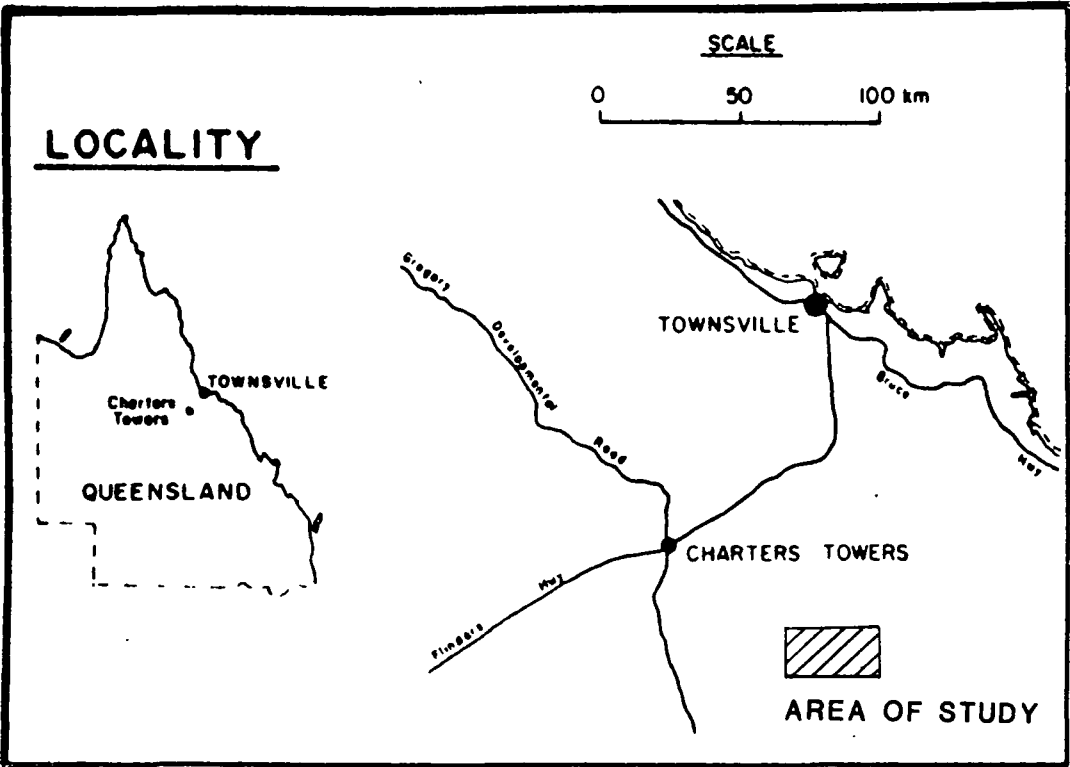 SCALE
0 50 100 km
LOCALITY
Gregory
Developmental
Road
TOWNSVILLE
Bruce
Hwy
TOWNSVILLE
Charters
Towers
QUEENSLAND
CHARTERS TOWERS
Flinders
Hwy
AREA OF STUDY